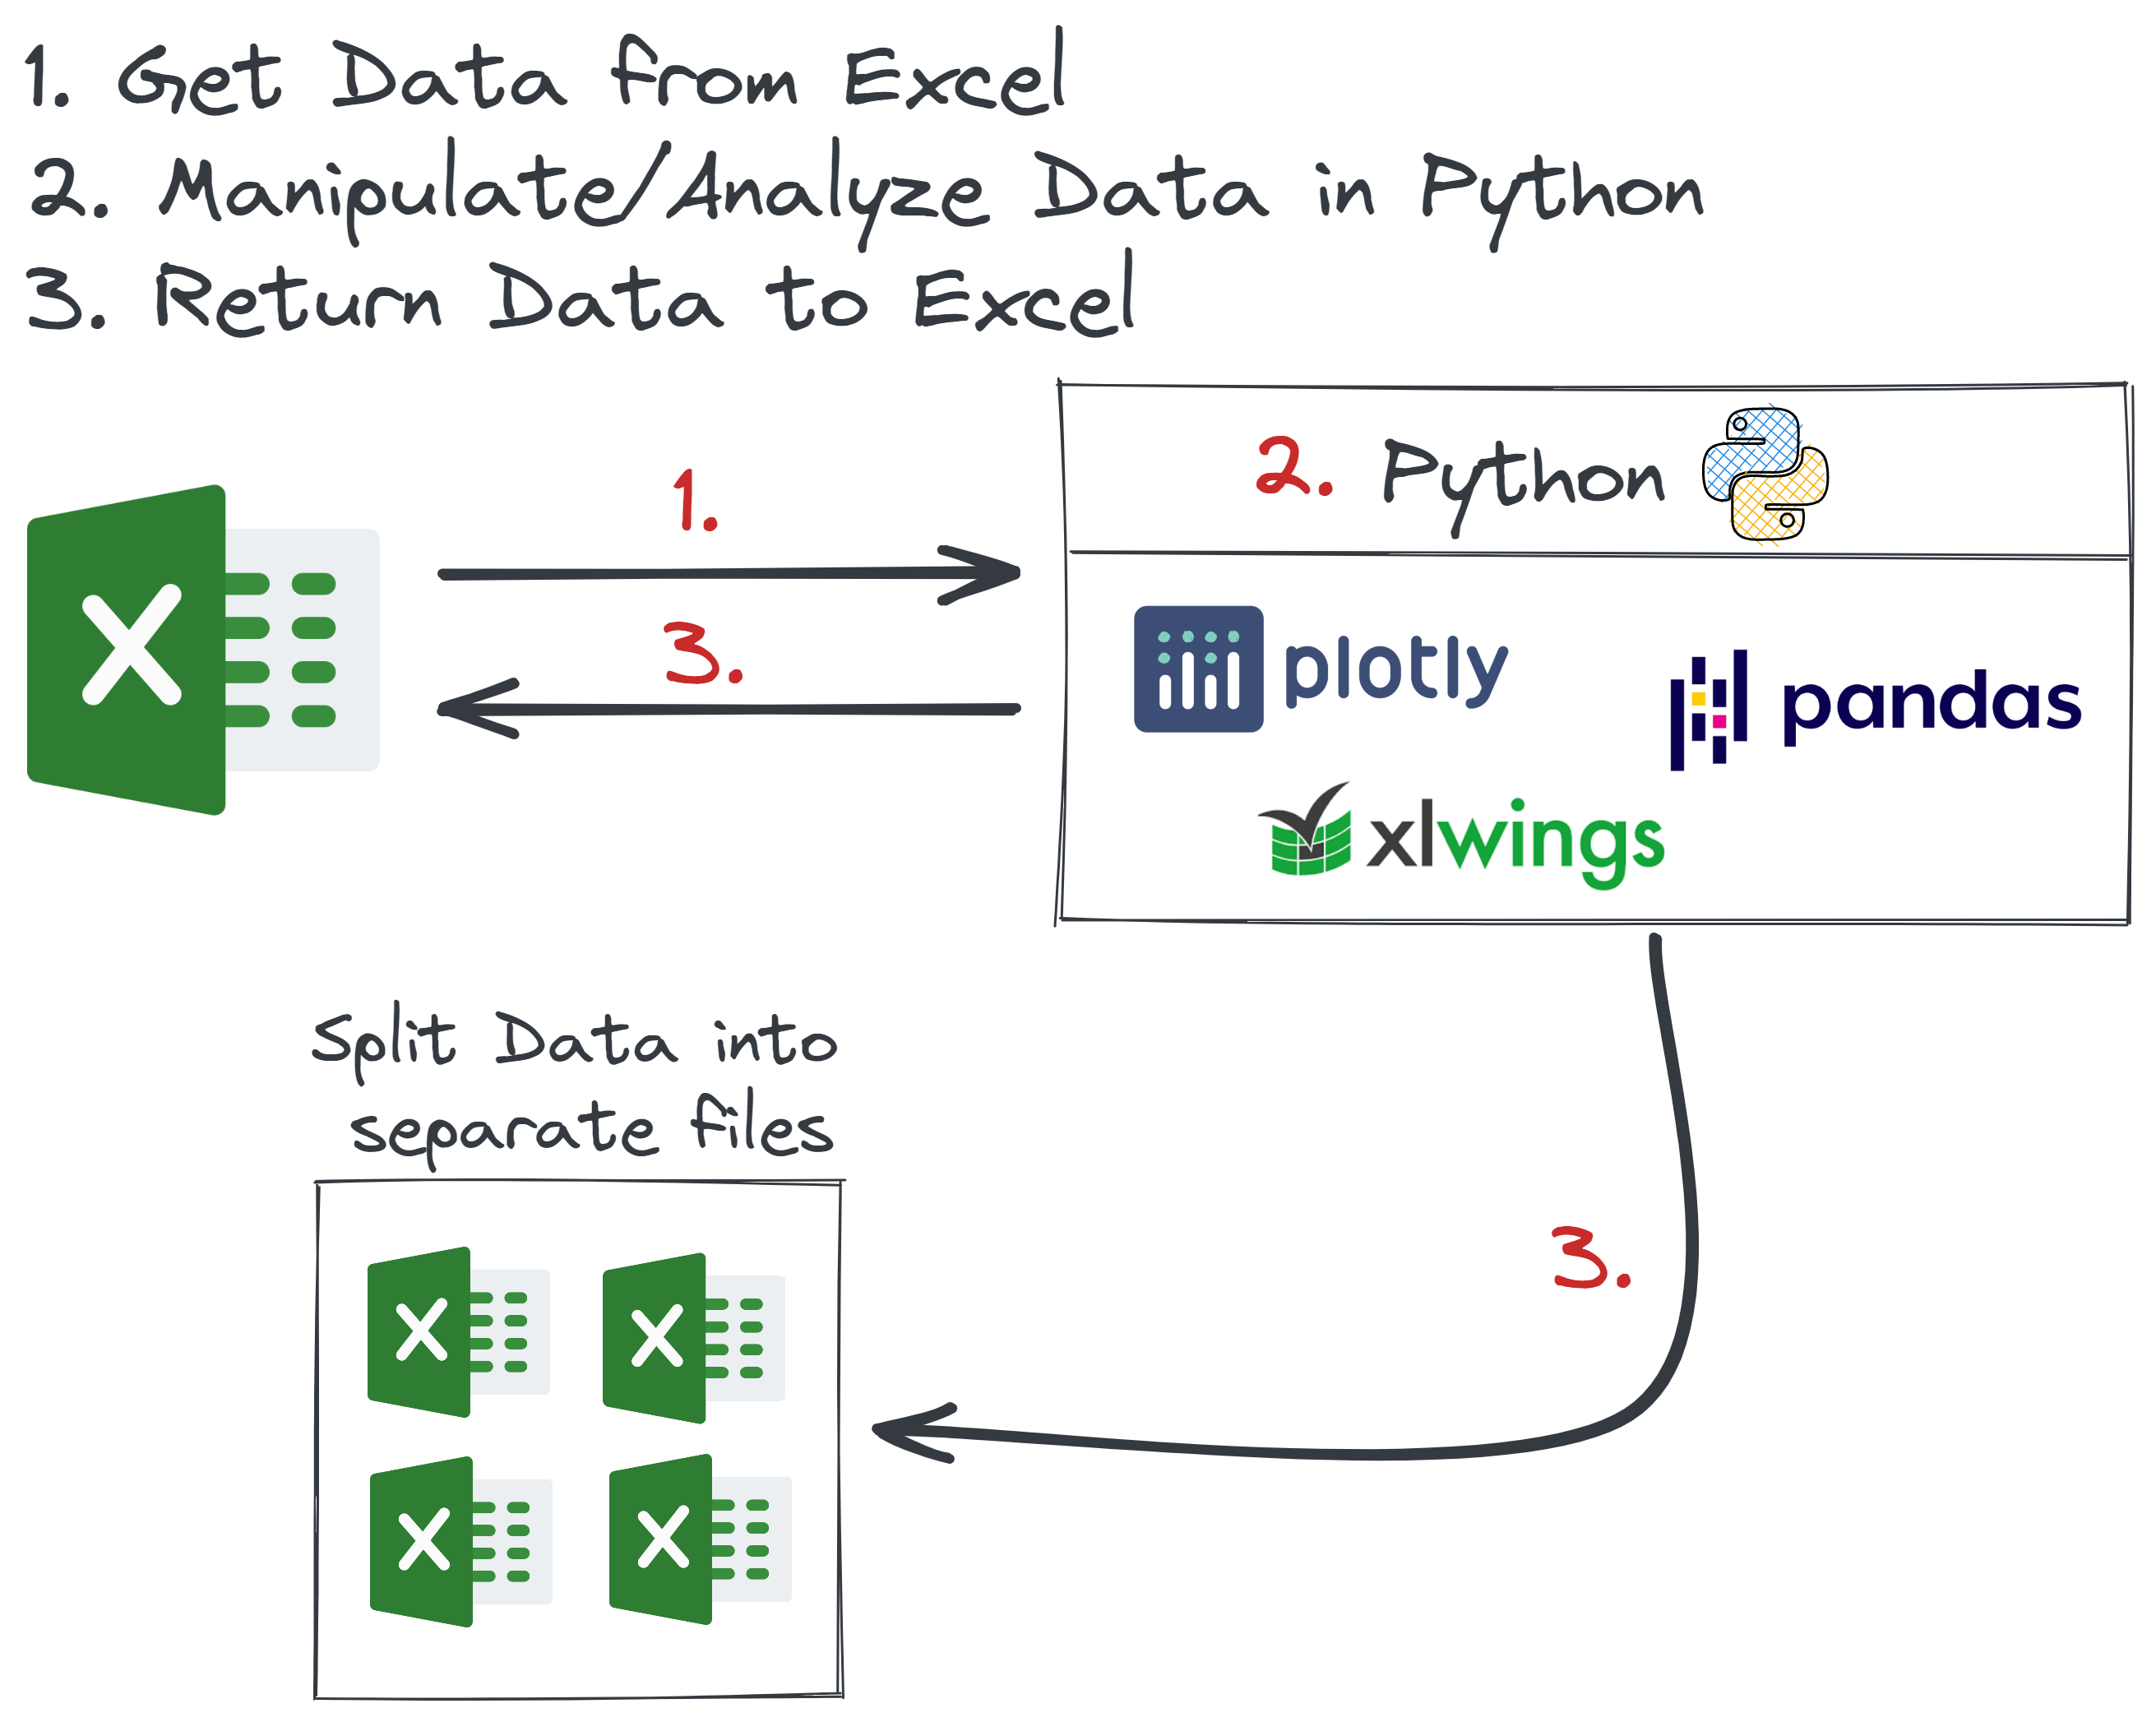 1. Get Data from Excel
2. Manipulate/Analyze Data in Python
3. Return Data to Excel
1.
3.
2. Python
plotly
pandas
xlwings
Split Data into
separate files
3.